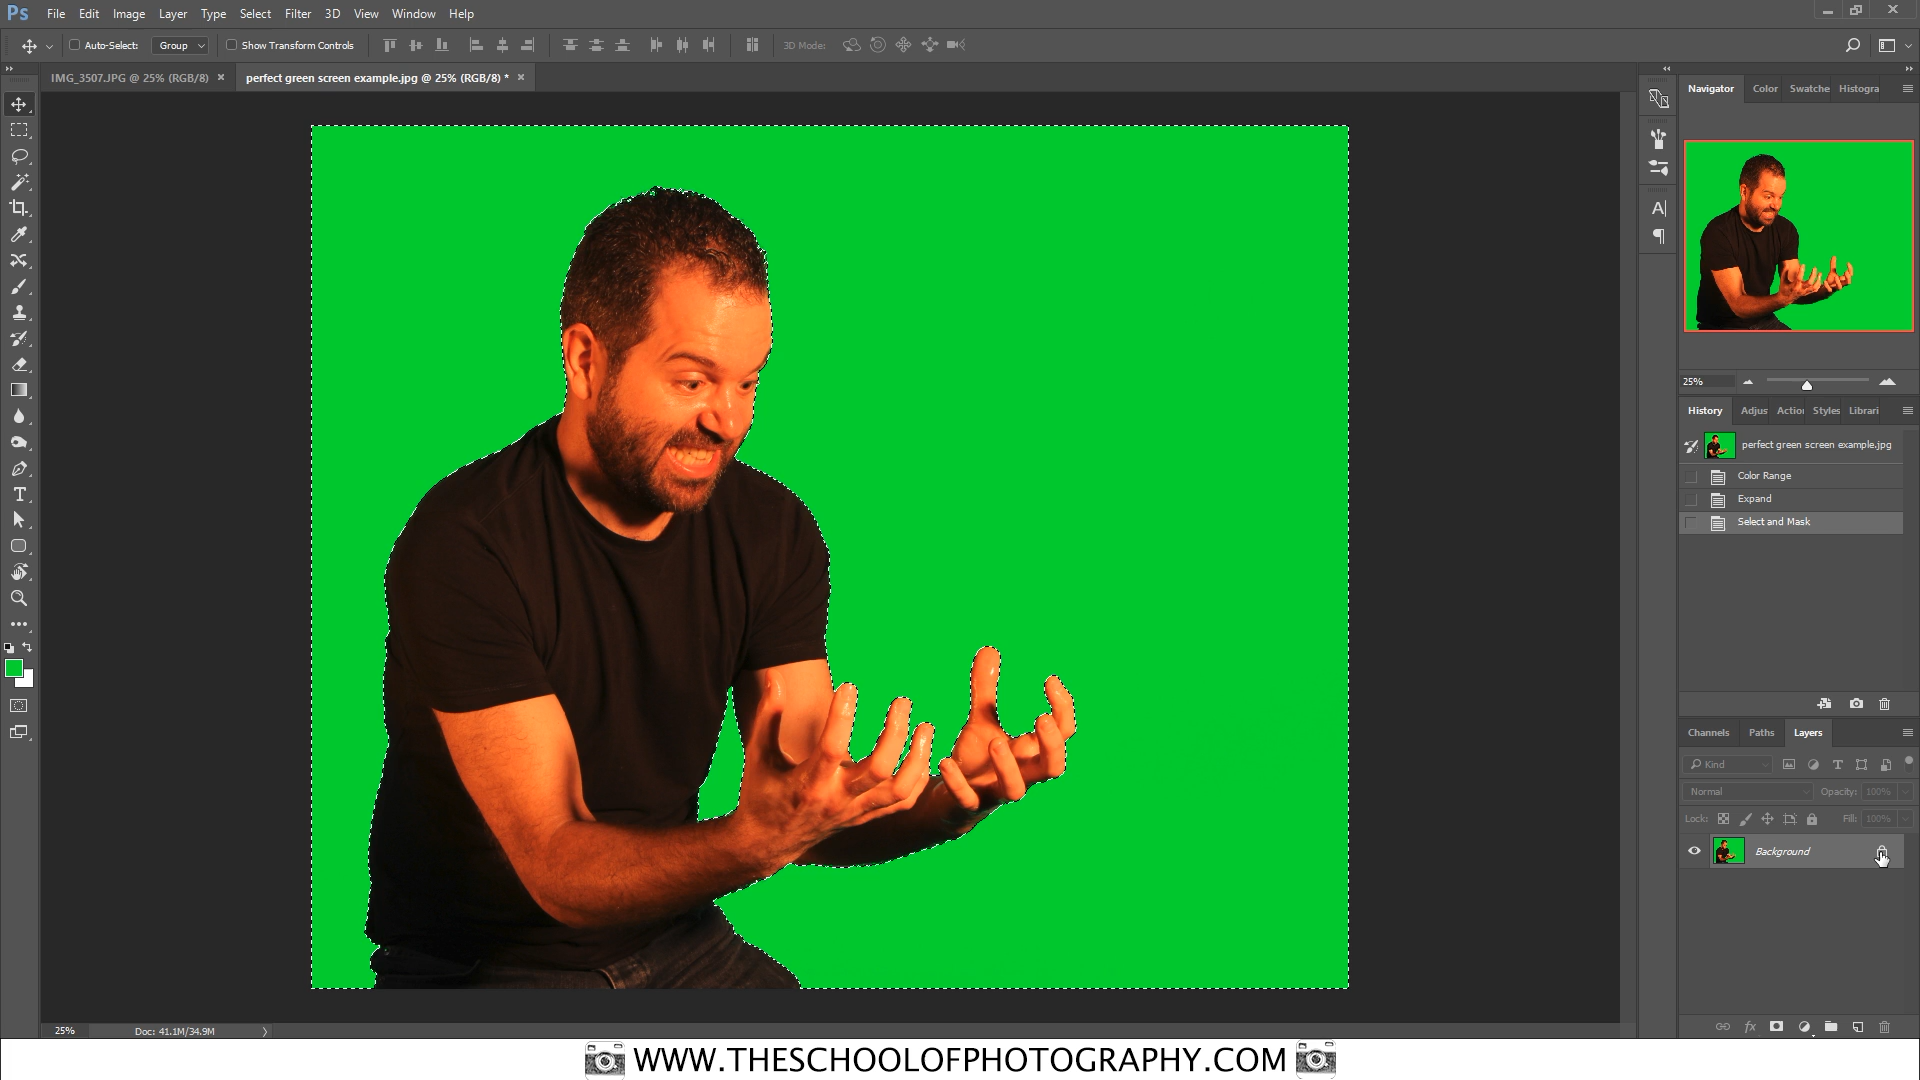 Ps File Edit Image Layer Type Select Filter 3D View Window Help
Auto-Select: Group Show Transform Controls 3D Mode:
IMG_3507.JPG @ 25% (RGB/8) × perfect green screen example.jpg @ 25% (RGB/8) * ×
Navigator Color Swatche Histogra
25%
History Adjus Action Styles Librari
perfect green screen example.jpg
Color Range
Expand
Select and Mask
Channels Paths Layers
Kind
Normal Opacity: 100%
Lock: Fill: 100%
Background
25% Doc: 41.1M/34.9M
WWW.THESCHOOLOFPHOTOGRAPHY.COM